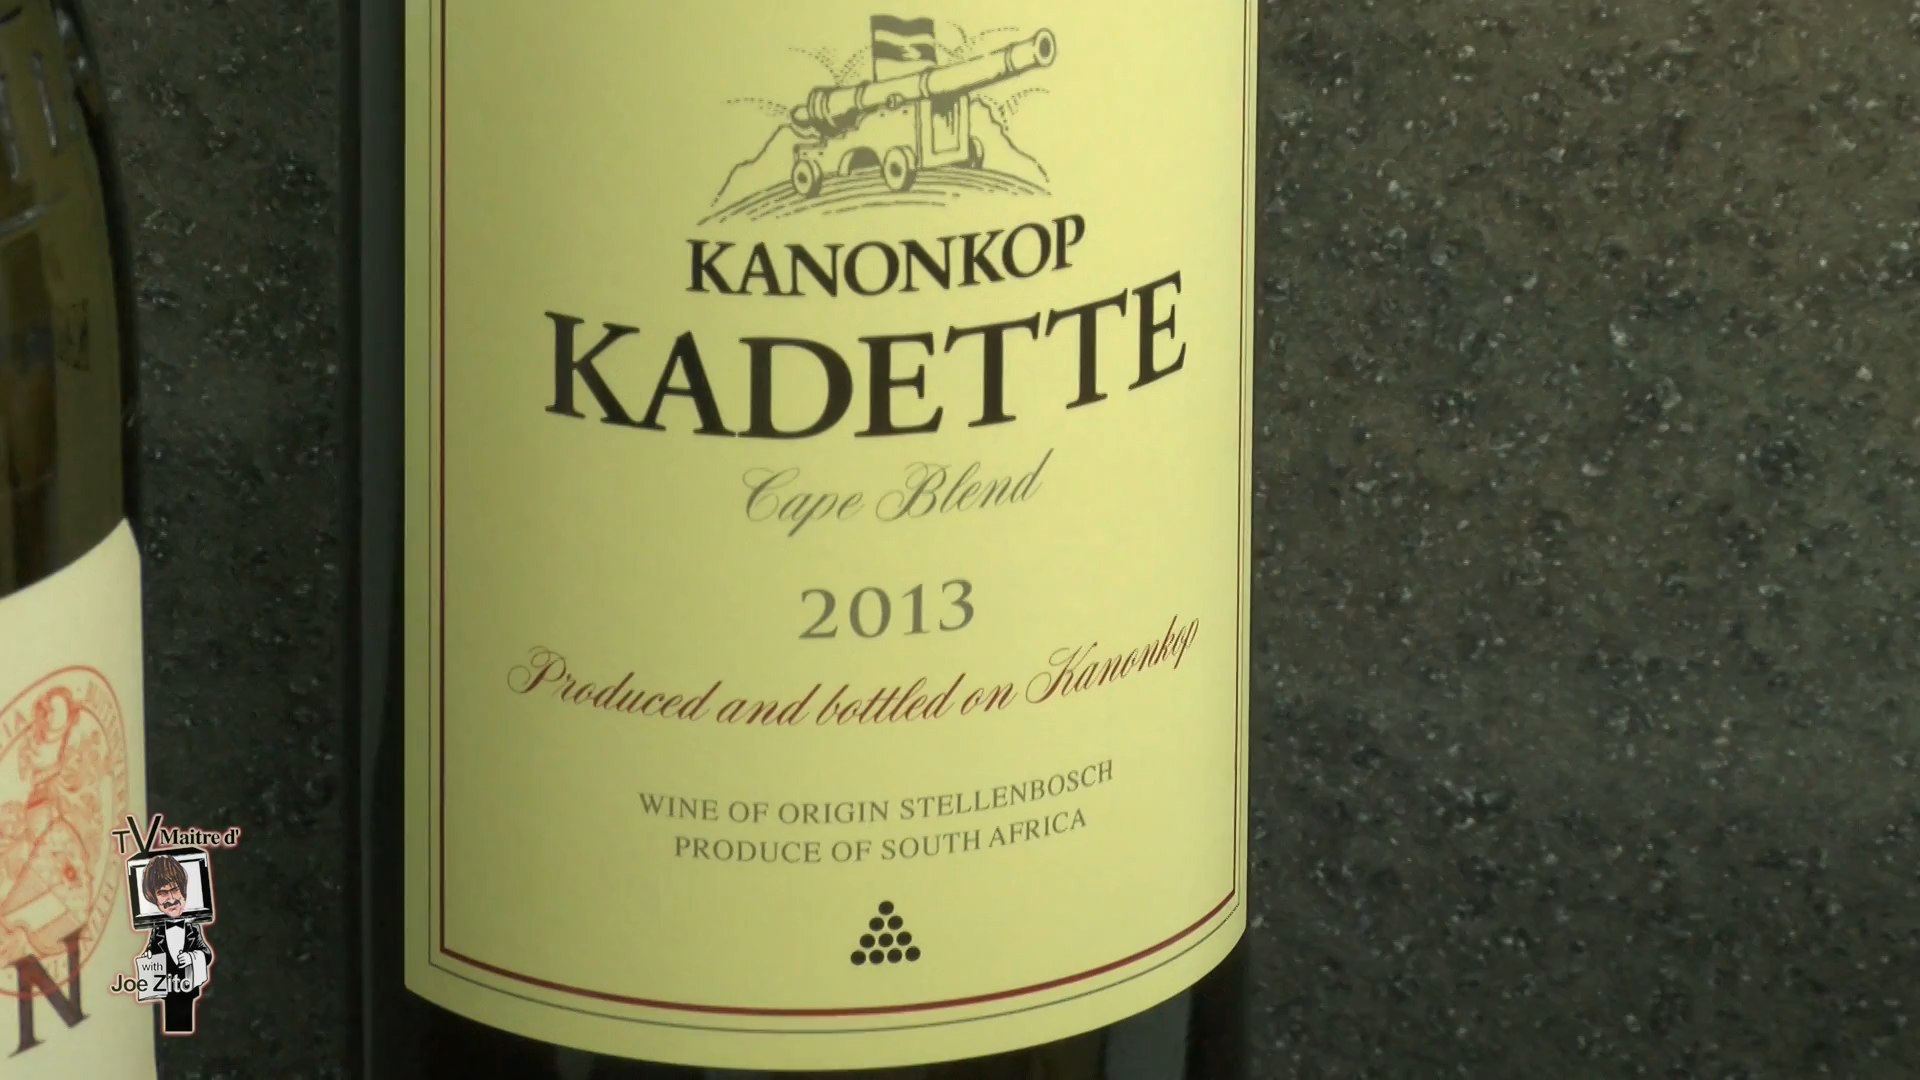 KANONKOP
KADETTE
Cape Blend
2013
Produced and bottled on Kanonkop
WINE OF ORIGIN STELLENBOSCH
PRODUCE OF SOUTH AFRICA
N
TV Maitre d'
with
Joe Zito